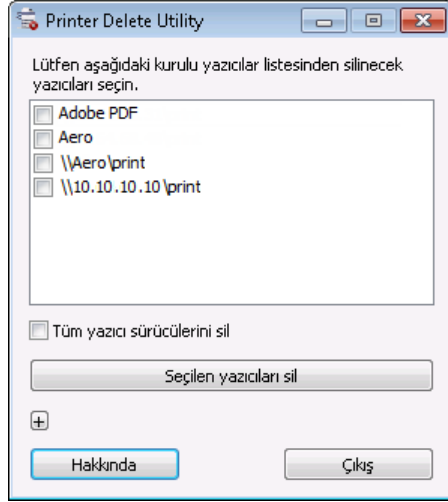 Printer Delete Utility
Lütfen aşağıdaki kurulu yazıcılar listesinden silinecek
yazıcıları seçin.
Adobe PDF
Aero
\\Aero\print
\\10.10.10.10\print
Tüm yazıcı sürücülerini sil
Seçilen yazıcıları sil
Hakkında
Çıkış